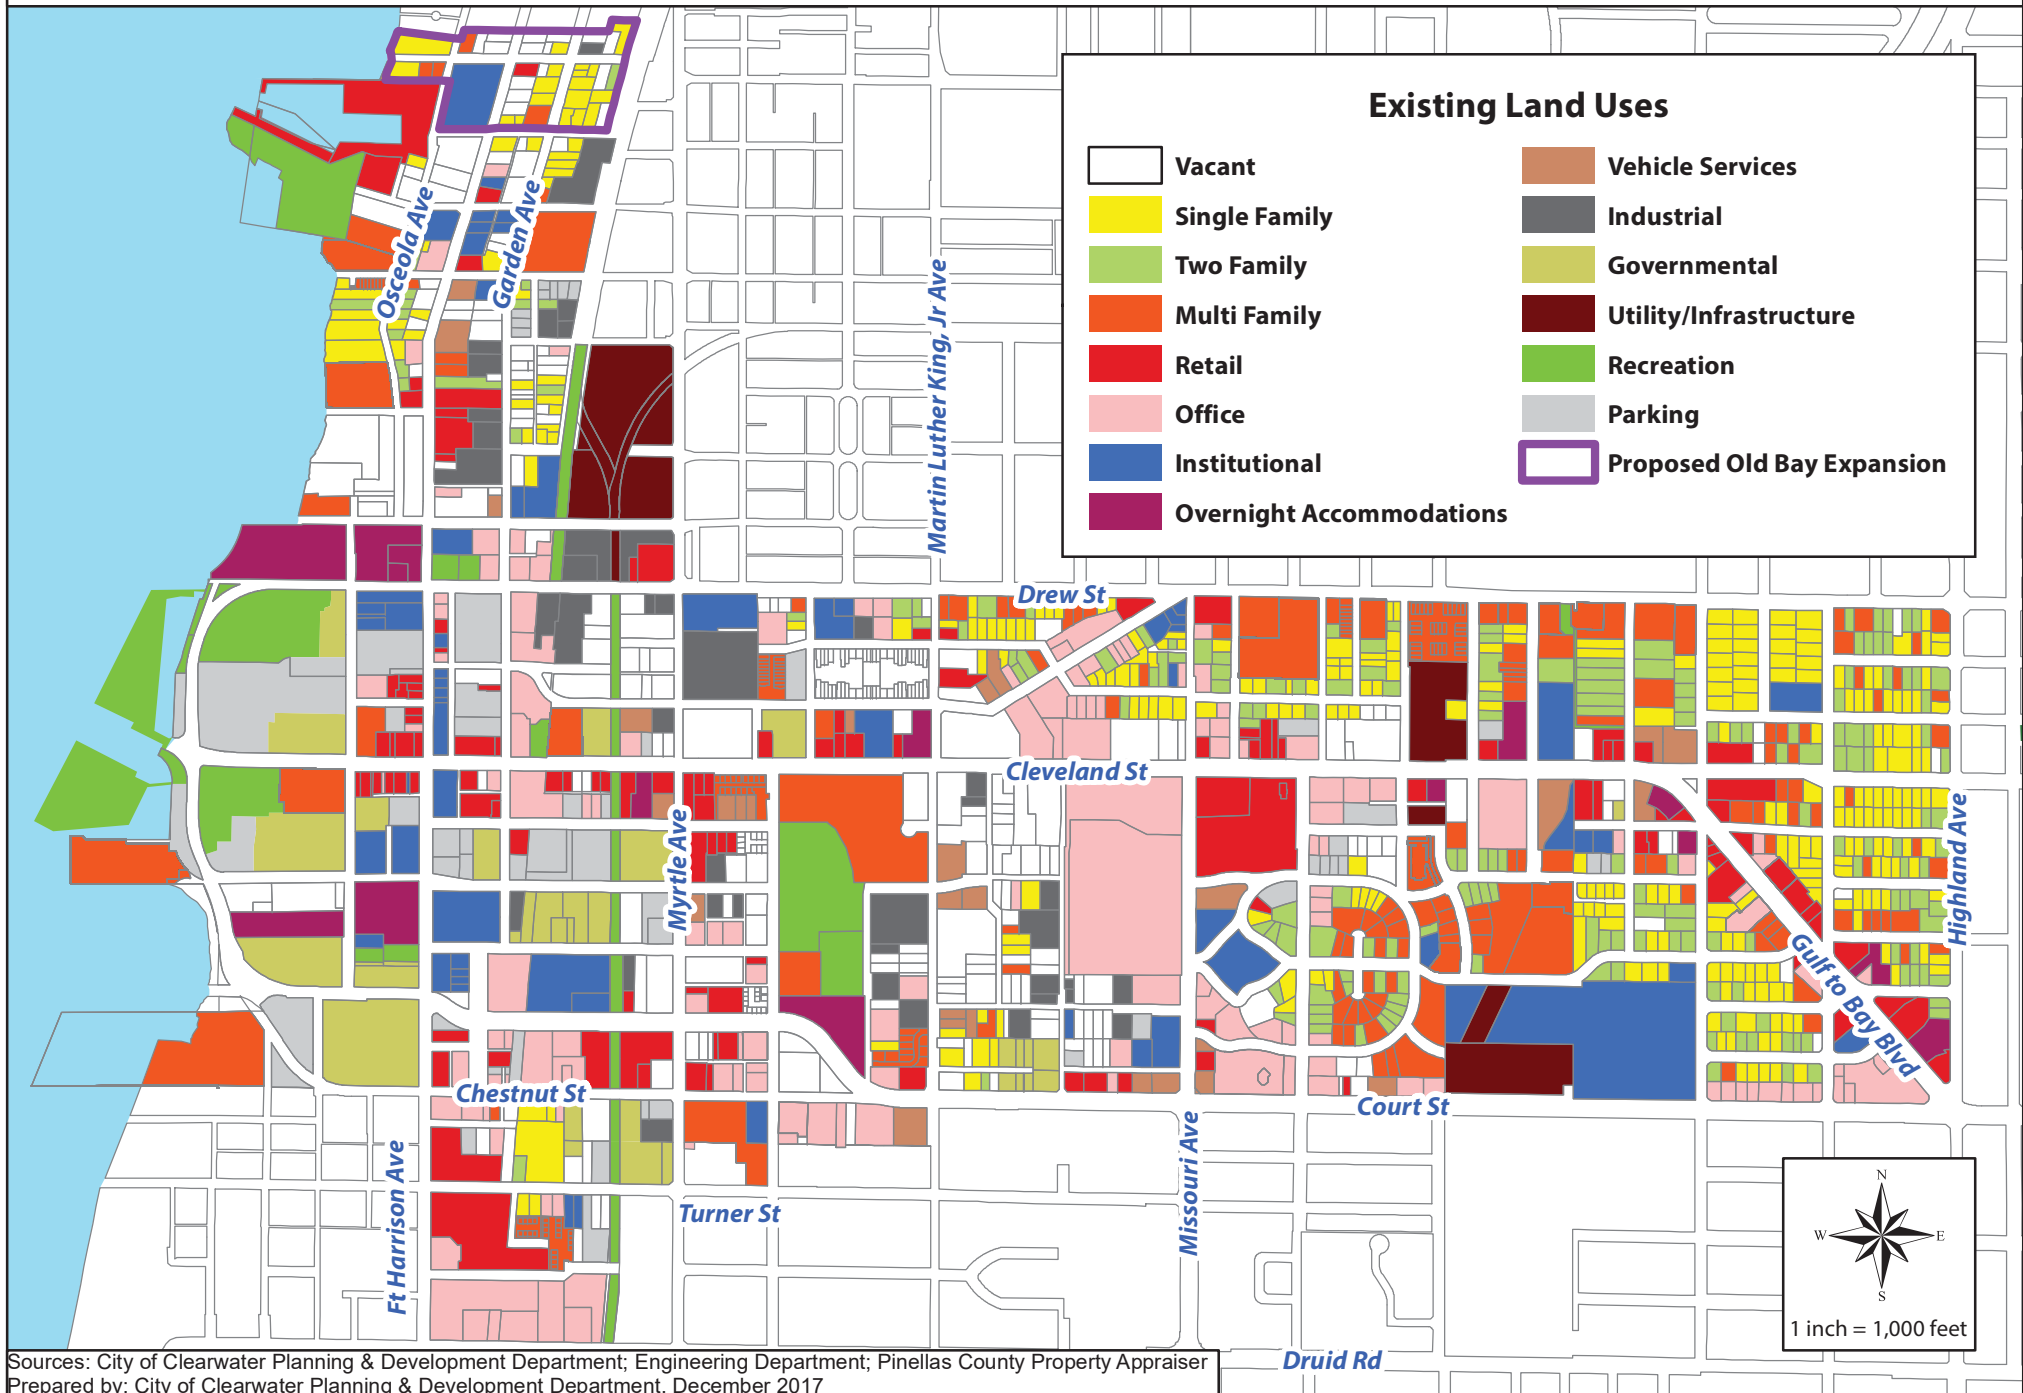 Existing Land Uses
Vacant
Single Family
Two Family
Multi Family
Retail
Office
Institutional
Overnight Accommodations
Vehicle Services
Industrial
Governmental
Utility/Infrastructure
Recreation
Parking
Proposed Old Bay Expansion
Osceola Ave
Garden Ave
Martin Luther King, Jr Ave
Drew St
Cleveland St
Myrtle Ave
Highland Ave
Gulf to Bay Blvd
Chestnut St
Court St
Ft Harrison Ave
Missouri Ave
Turner St
Druid Rd
N
W
E
S
1 inch = 1,000 feet
Sources: City of Clearwater Planning & Development Department; Engineering Department; Pinellas County Property Appraiser
Prepared by: City of Clearwater Planning & Development Department, December 2017